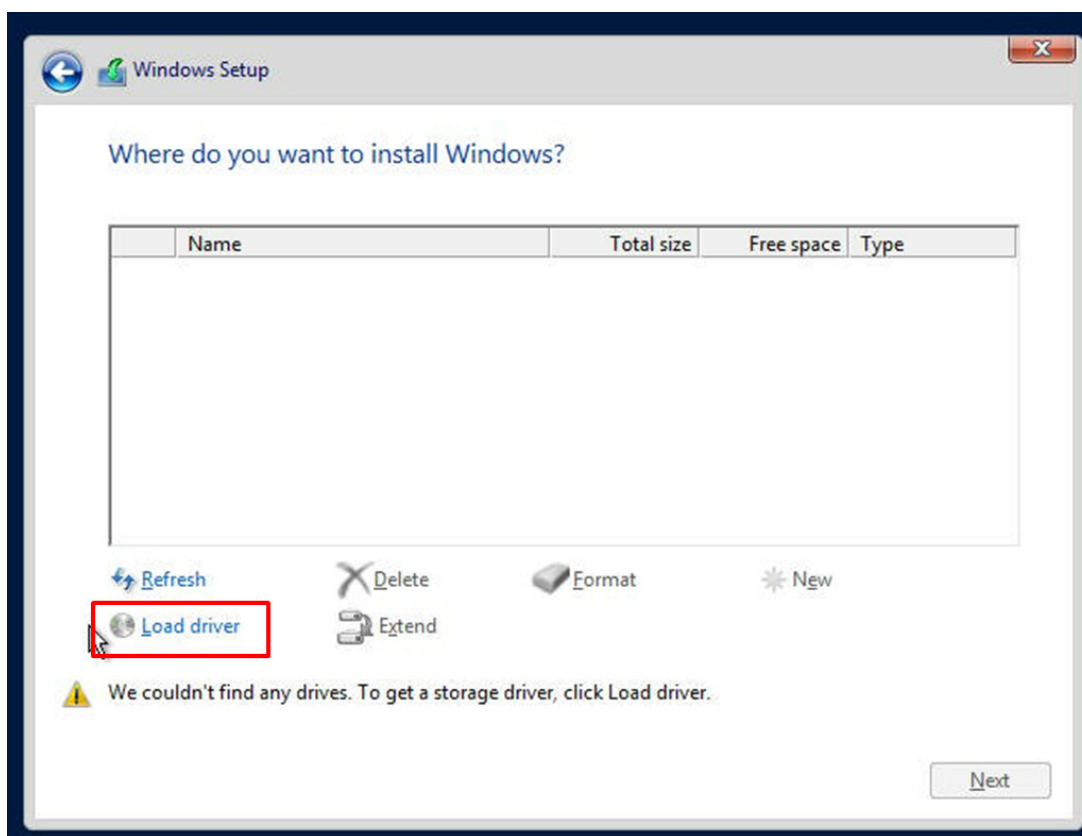 Windows Setup
Where do you want to install Windows?
Name Total size Free space Type
Refresh Delete Format New
Load driver Extend
We couldn't find any drives. To get a storage driver, click Load driver.
Next